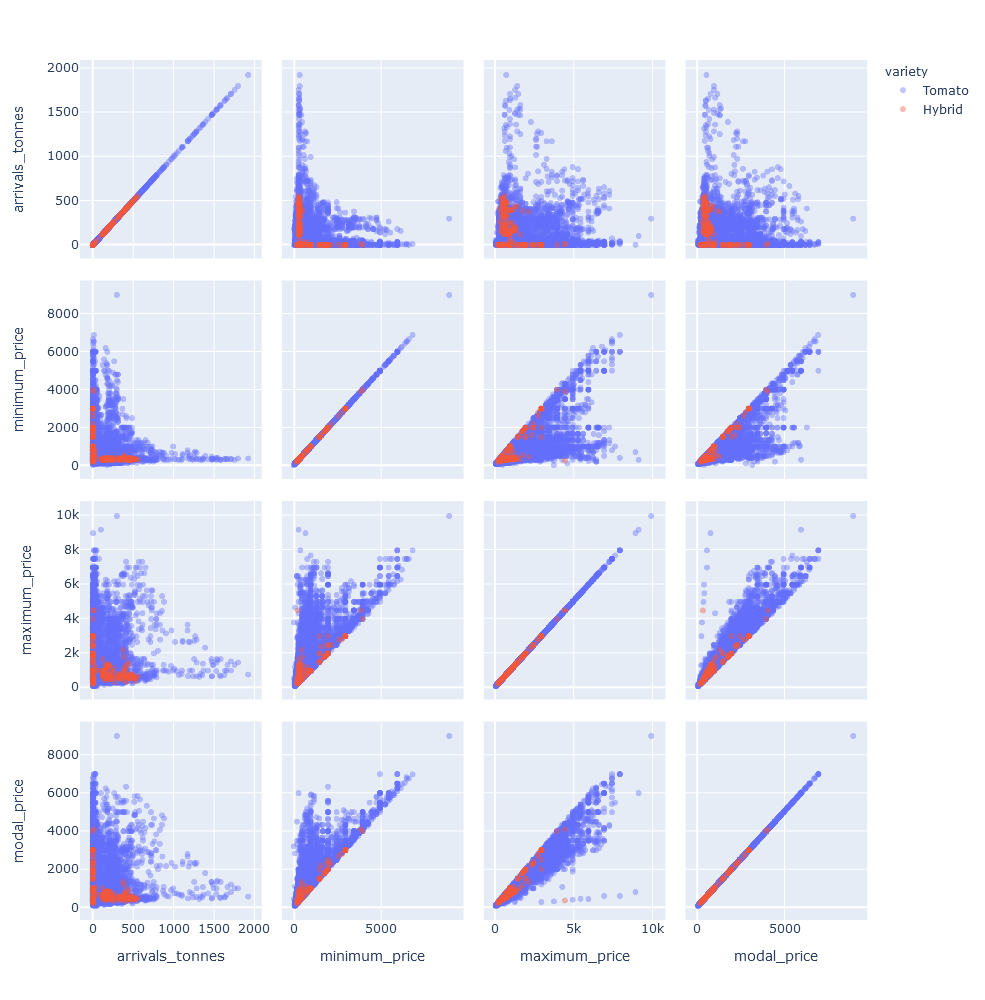 variety
Tomato
Hybrid
2000
1500
1000
500
0
arrivals_tonnes
8000
6000
4000
2000
0
minimum_price
10k
8k
6k
4k
2k
0
maximum_price
8000
6000
4000
2000
0
modal_price
0 500 1000 1500 2000
0 5000
0 5k 10k
0 5000
arrivals_tonnes minimum_price maximum_price modal_price